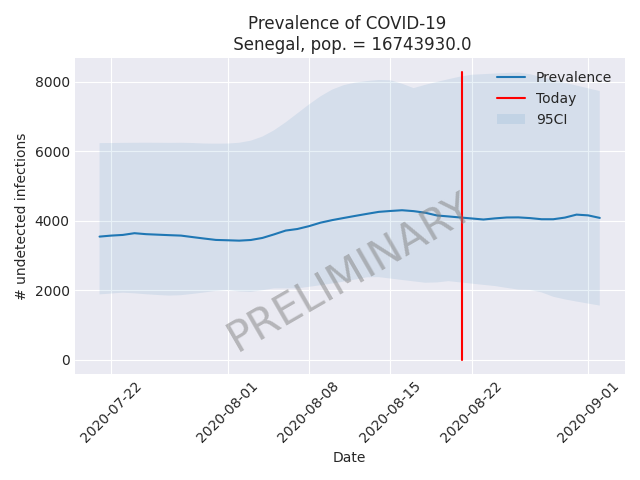 Prevalence of COVID-19
Senegal, pop. = 16743930.0
# undetected infections
8000
6000
4000
2000
0
Prevalence
Today
95CI
PRELIMINARY
2020-07-22
2020-08-01
2020-08-08
2020-08-15
2020-08-22
2020-09-01
Date